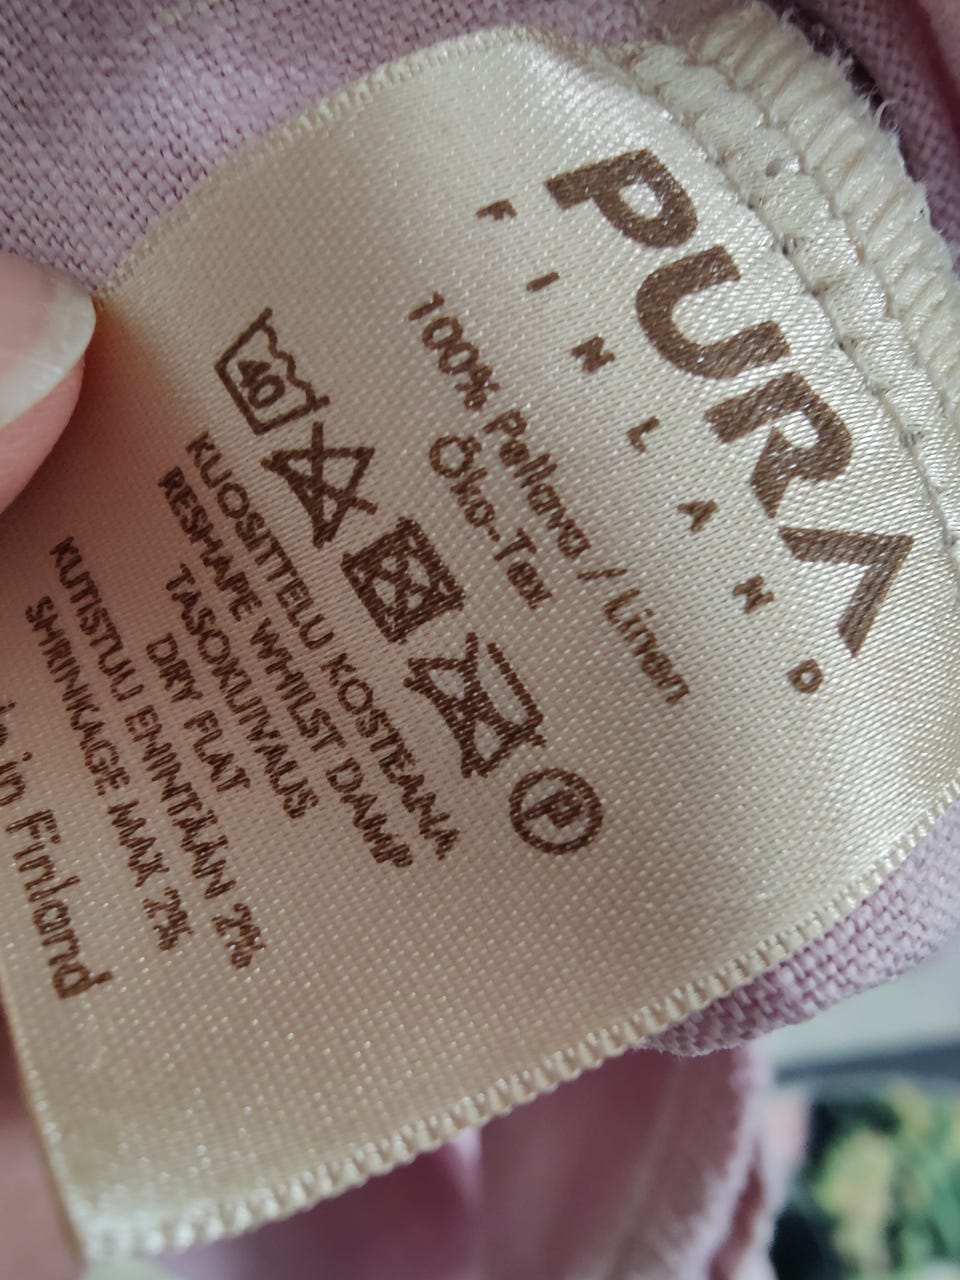 PURA
FINLAND
100% Pellava / Linen
Öko-Tex
40
P
KUOSITTELU KOSTEANA
RESHAPE WHILST DAMP
TASOKUIVAUS
DRY FLAT
KUTISTUU ENINTÄÄN 2%
SHRINKAGE MAX 2%
in Finland